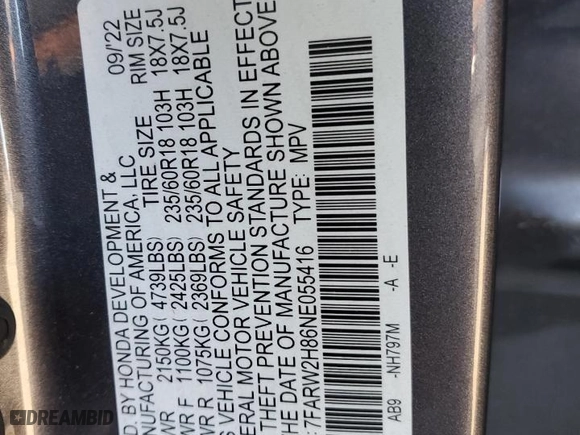 D. BY HONDA DEVELOPMENT & 09/'22
NUFACTURING OF AMERICA, LLC
TIRE SIZE RIM SIZE
WR 2150KG( 4739LBS)
WR F 1100KG( 2425LBS) 235/60R18 103H 18X7.5J
WR R 1075KG( 2369LBS) 235/60R18 103H 18X7.5J
S VEHICLE CONFORMS TO ALL APPLICABLE
ERAL MOTOR VEHICLE SAFETY
THEFT PREVENTION STANDARDS IN EFFECT
THE DATE OF MANUFACTURE SHOWN ABOVE
7FARW2H86NE055416 TYPE: MPV
AB9 -NH797M -A -E
DREAMBID